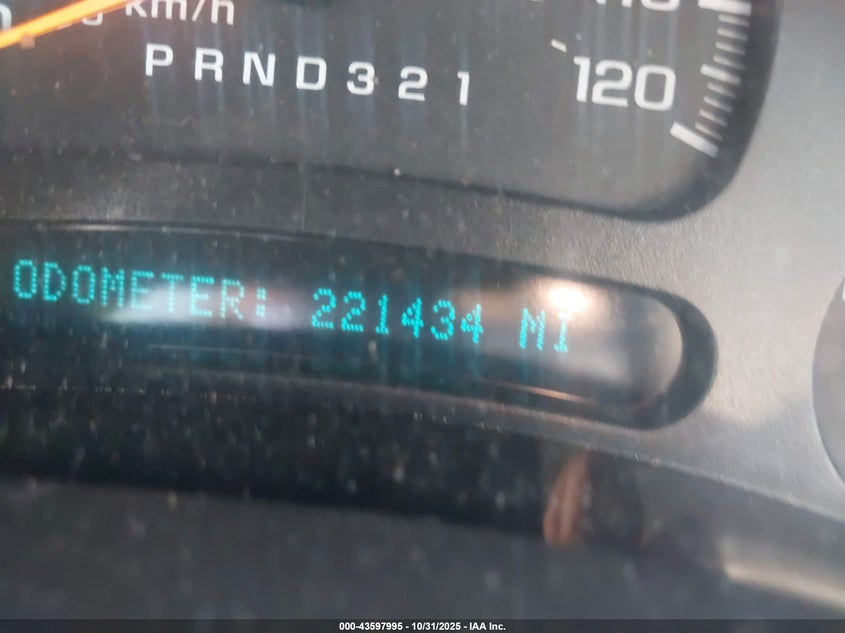 km/h
P R N D 3 2 1
120
ODOMETER: 221434 MI
000-43597995 - 10/31/2025 - IAA Inc.